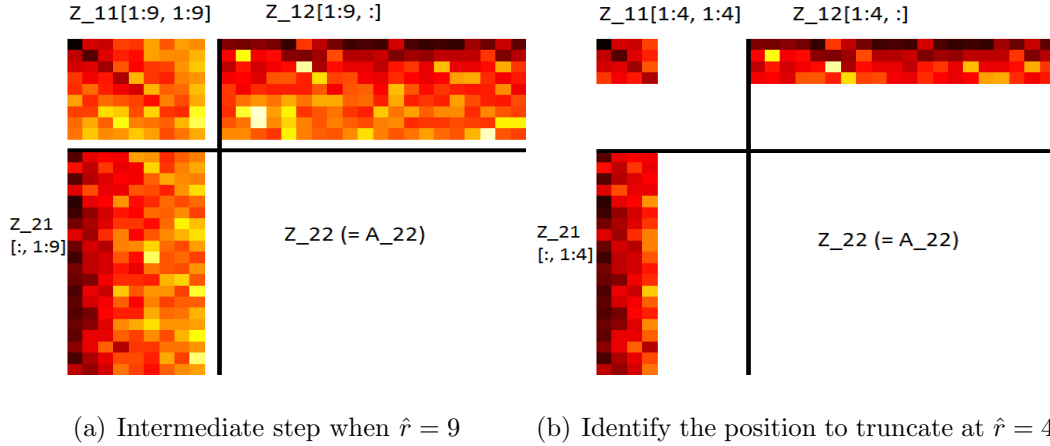 Z_11[1:9, 1:9] Z_12[1:9, :]
Z_21
[:, 1:9]
Z_22 (= A_22)
(a) Intermediate step when r̂ = 9
Z_11[1:4, 1:4] Z_12[1:4, :]
Z_21
[:, 1:4]
Z_22 (= A_22)
(b) Identify the position to truncate at r̂ = 4